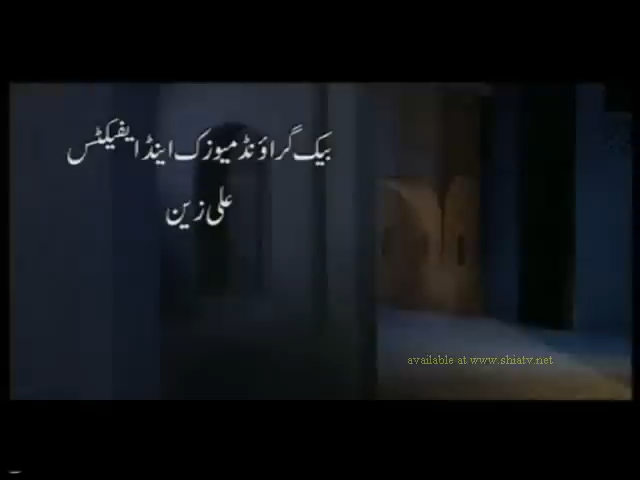 بیک گراؤنڈ میوزک اینڈ ایفیکٹس
علی زین
available at www.shiatv.net